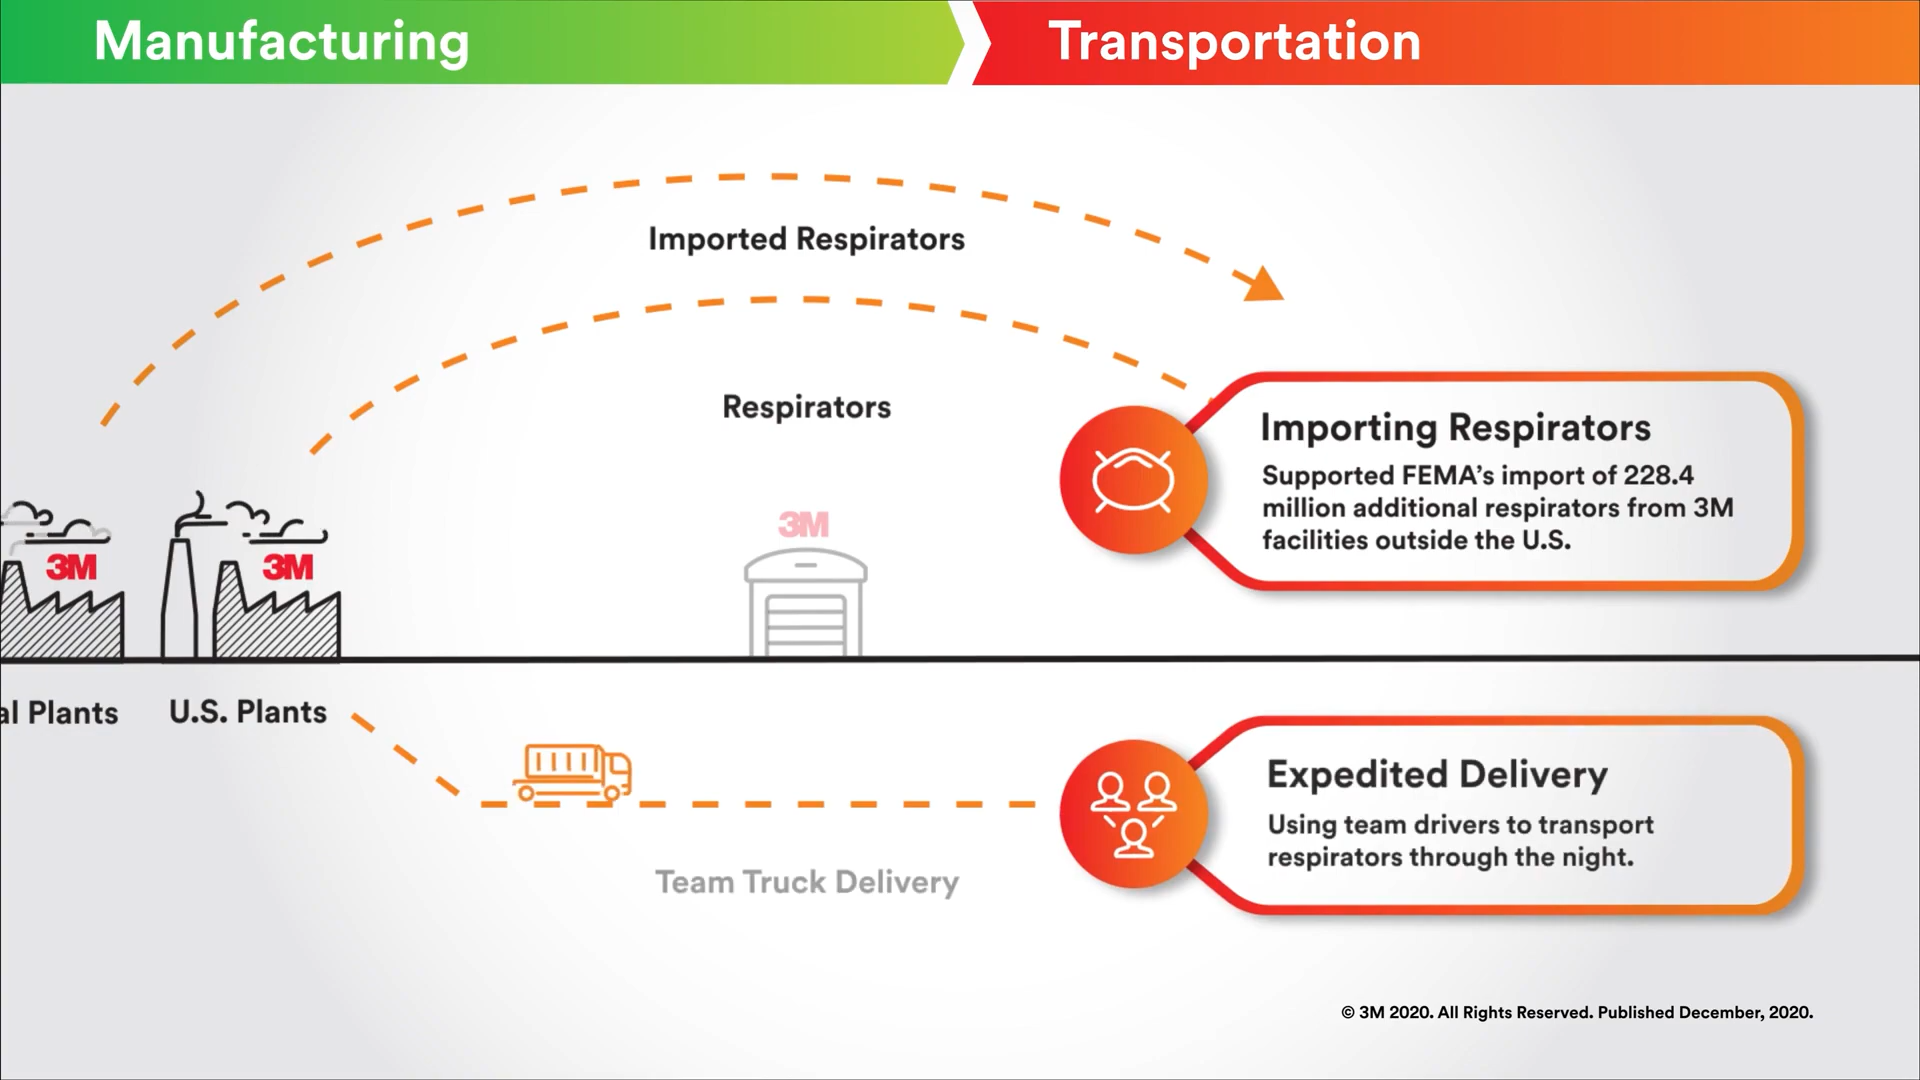 Manufacturing
Transportation
Imported Respirators
Respirators
3M
3M
3M
Importing Respirators
Supported FEMA's import of 228.4
million additional respirators from 3M
facilities outside the U.S.
al Plants
U.S. Plants
Team Truck Delivery
Expedited Delivery
Using team drivers to transport
respirators through the night.
© 3M 2020. All Rights Reserved. Published December, 2020.